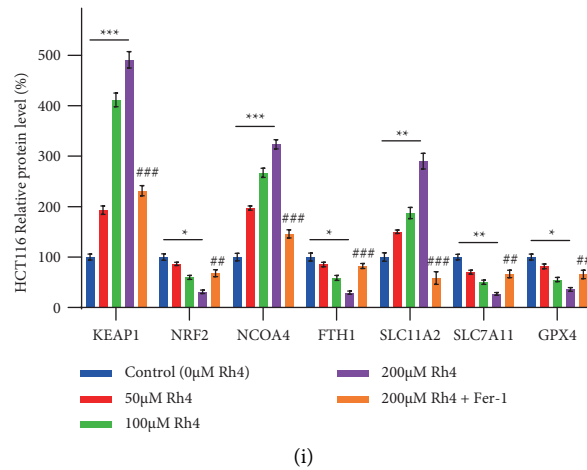 HCT116 Relative protein level (%)
500
400
300
200
100
0
***
###
*
##
***
###
*
###
**
###
**
##
*
##
KEAP1 NRF2 NCOA4 FTH1 SLC11A2 SLC7A11 GPX4
Control (0μM Rh4)
50μM Rh4
100μM Rh4
200μM Rh4
200μM Rh4 + Fer-1
(i)